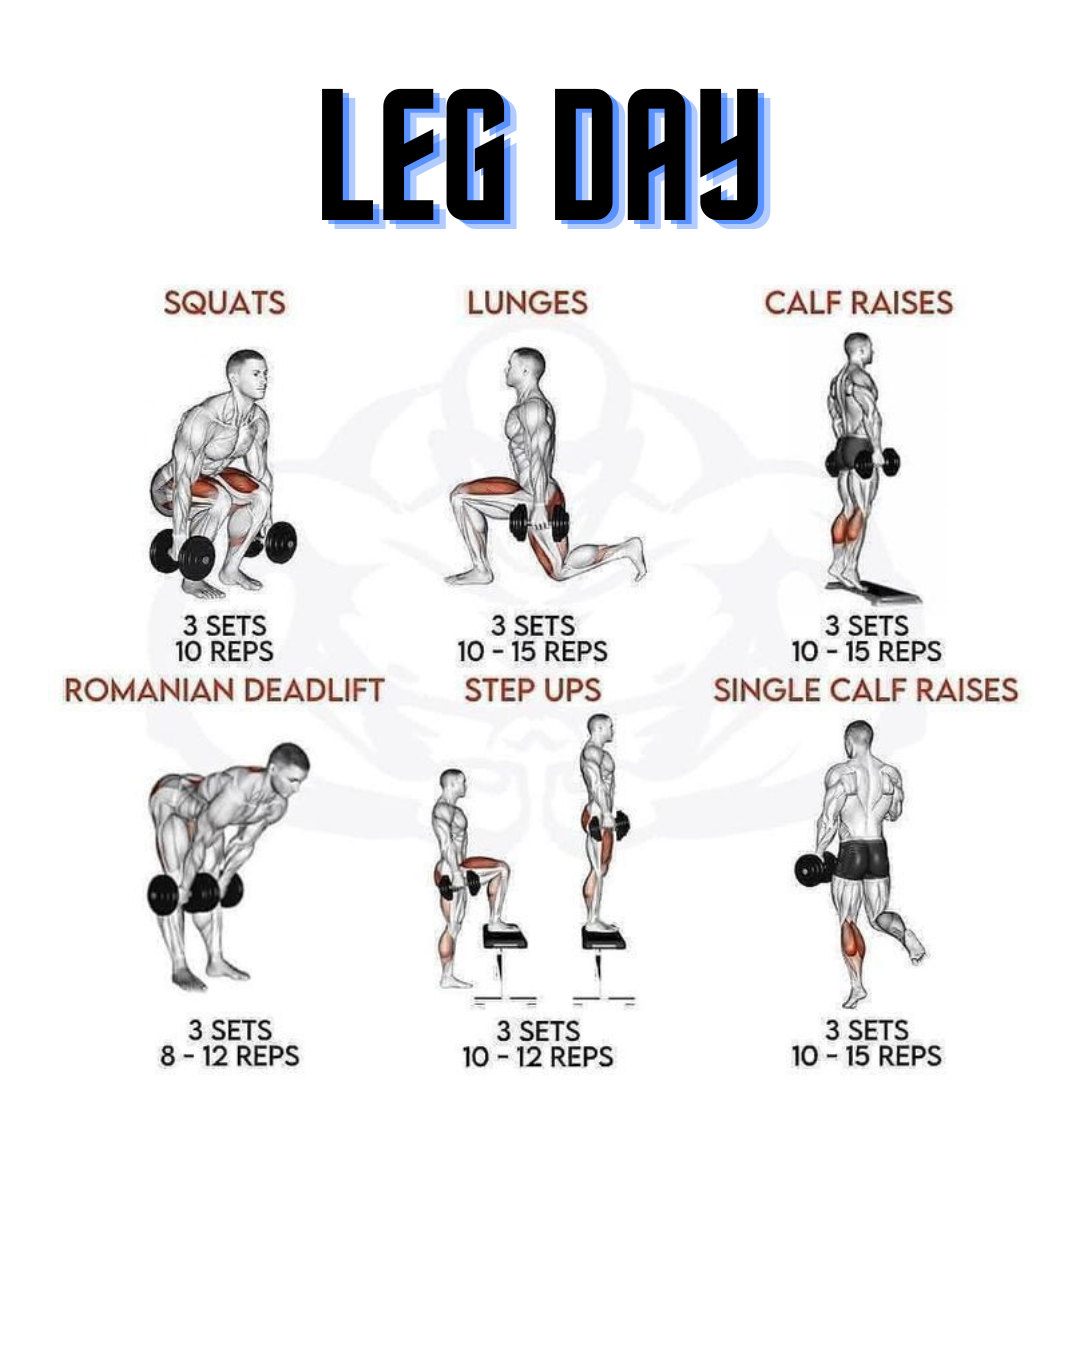 LEG DAY
SQUATS
LUNGES
CALF RAISES
3 SETS
10 REPS
3 SETS
10 - 15 REPS
3 SETS
10 - 15 REPS
ROMANIAN DEADLIFT
STEP UPS
SINGLE CALF RAISES
3 SETS
8 - 12 REPS
3 SETS
10 - 12 REPS
3 SETS
10 - 15 REPS